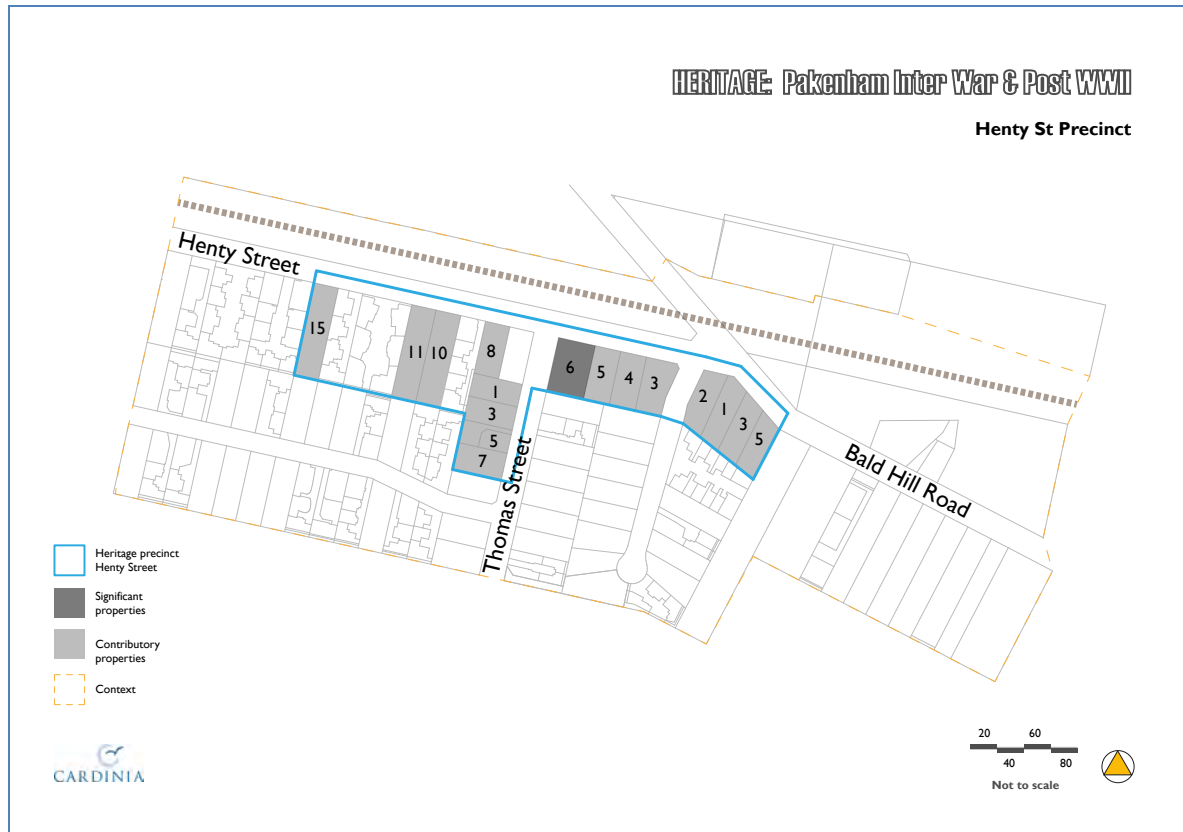 HERITAGE: Pakenham Inter War & Post WWII
Henty St Precinct
Henty Street
15
11
10
8
1
3
5
7
6
5
4
3
2
1
3
5
Thomas Street
Bald Hill Road
Heritage precinct
Henty Street
Significant
properties
Contributory
properties
Context
CARDINIA
20 60
40 80
Not to scale